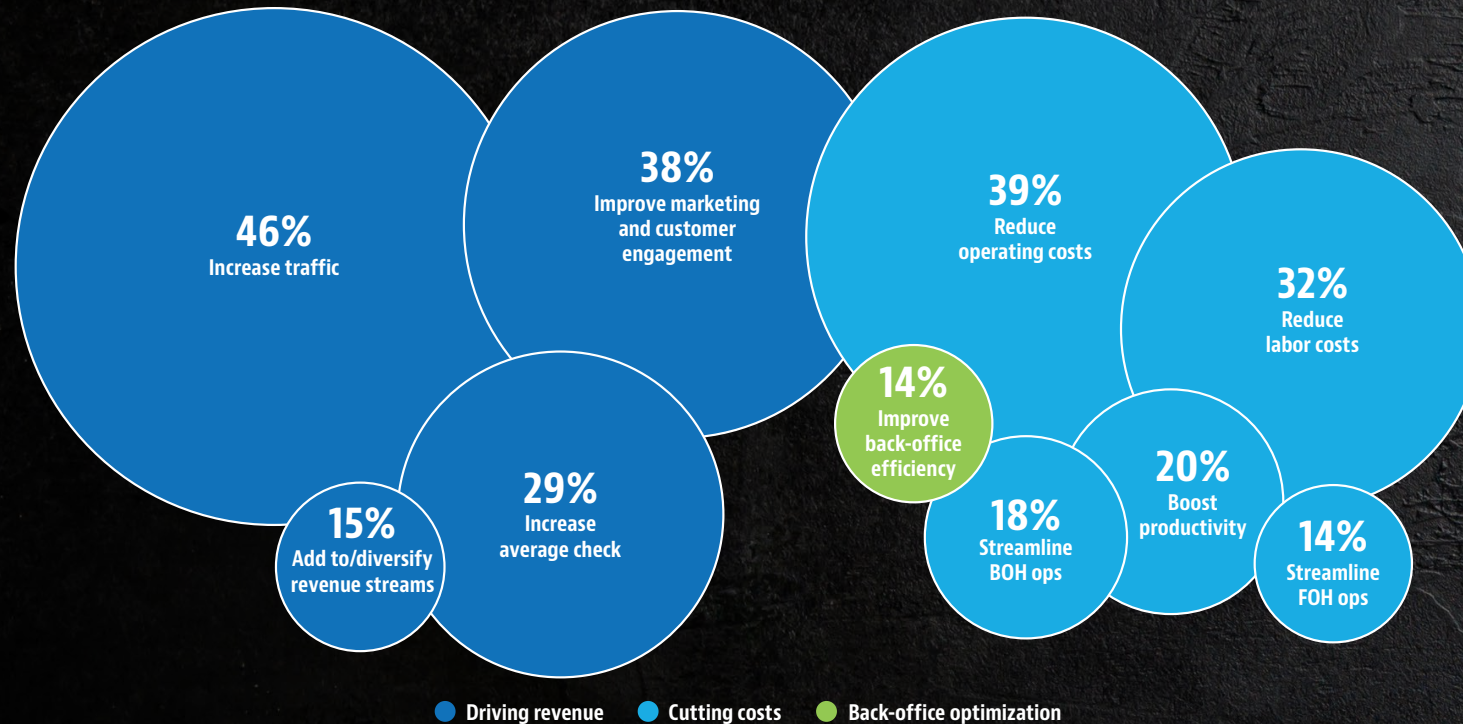 46%
Increase traffic
38%
Improve marketing
and customer
engagement
39%
Reduce
operating costs
32%
Reduce
labor costs
14%
Improve
back-office
efficiency
15%
Add to/diversify
revenue streams
29%
Increase
average check
18%
Streamline
BOH ops
20%
Boost
productivity
14%
Streamline
FOH ops
Driving revenue
Cutting costs
Back-office optimization